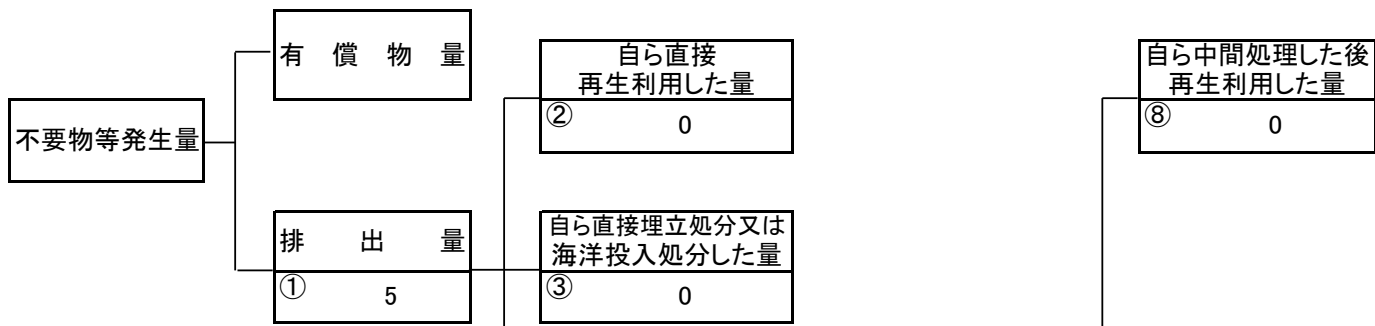 有償物量
自ら直接
再生利用した量
② 0
自ら中間処理した後
再生利用した量
⑧ 0
不要物等発生量
排出量
① 5
自ら直接埋立処分又は
海洋投入処分した量
③ 0